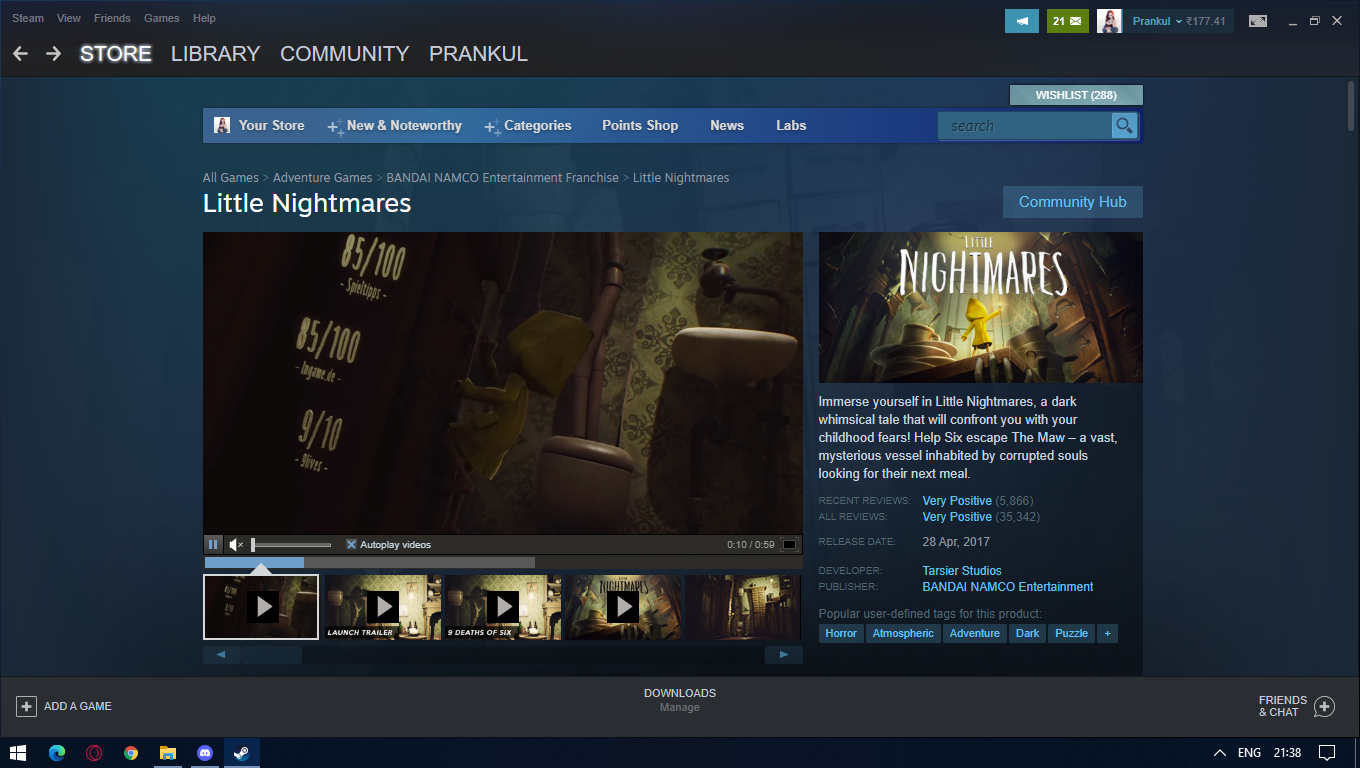 Steam View Friends Games Help
21
Prankul ₹177.41
STORE LIBRARY COMMUNITY PRANKUL
WISHLIST (288)
Your Store New & Noteworthy Categories Points Shop News Labs search
All Games > Adventure Games > BANDAI NAMCO Entertainment Franchise > Little Nightmares
Little Nightmares
Community Hub
85/100
- Spieltipps -
85/100
- Ingame.de -
9/10
- 9lives -
Autoplay videos 0:10 / 0:59
LAUNCH TRAILER
9 DEATHS OF SIX
LITTLE
NIGHTMARES
Immerse yourself in Little Nightmares, a dark
whimsical tale that will confront you with your
childhood fears! Help Six escape The Maw – a vast,
mysterious vessel inhabited by corrupted souls
looking for their next meal.
RECENT REVIEWS: Very Positive (5,866)
ALL REVIEWS: Very Positive (35,342)
RELEASE DATE: 28 Apr, 2017
DEVELOPER: Tarsier Studios
PUBLISHER: BANDAI NAMCO Entertainment
Popular user-defined tags for this product:
Horror Atmospheric Adventure Dark Puzzle +
ADD A GAME
DOWNLOADS
Manage
FRIENDS
& CHAT
ENG 21:38